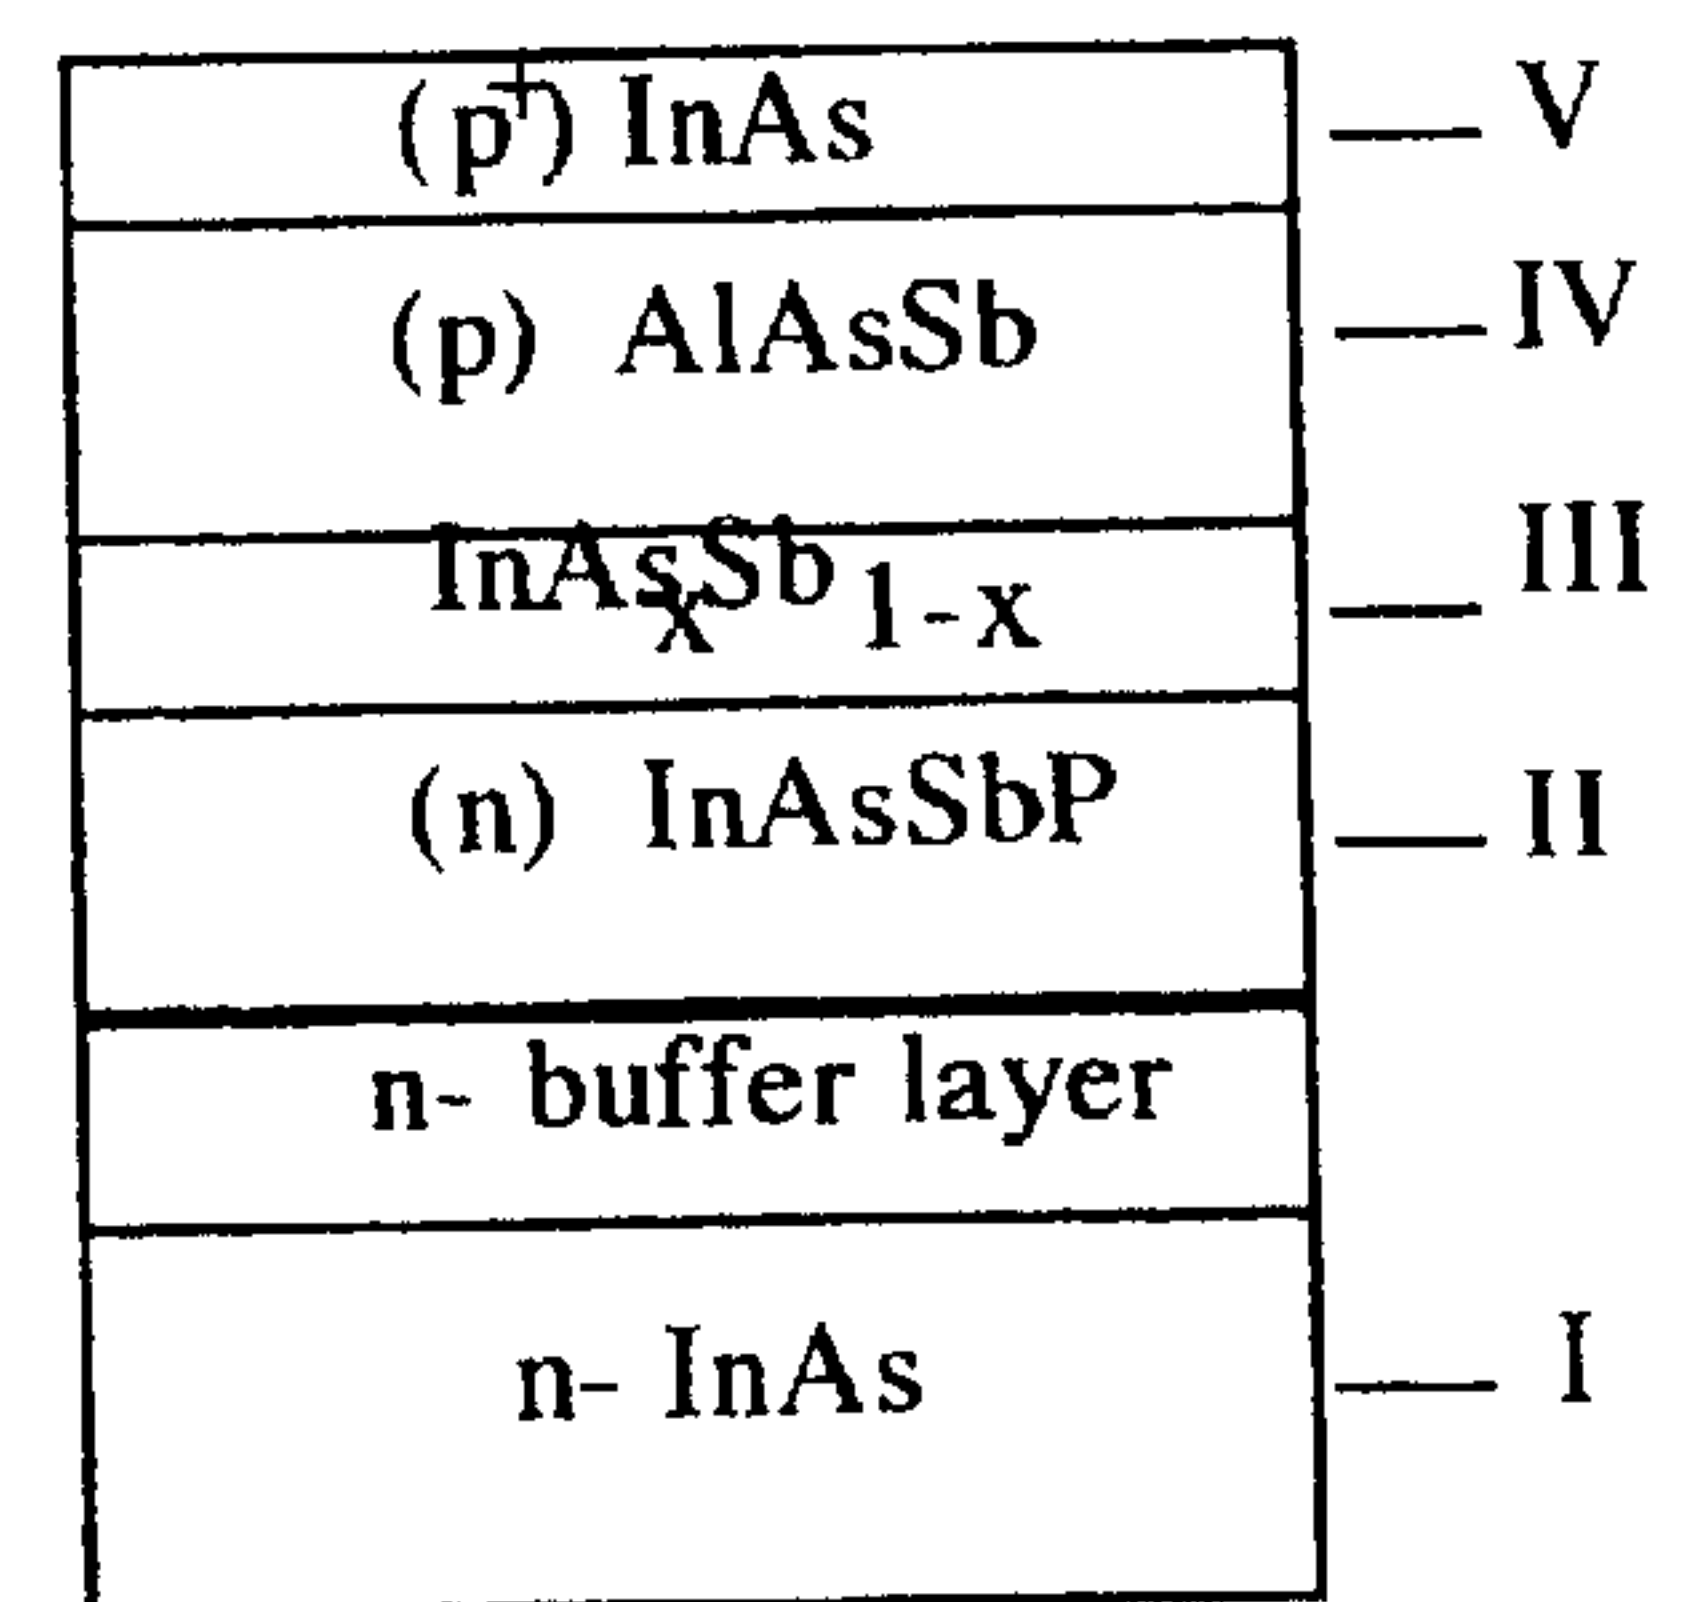 (p⁺) InAs V
(p) AlAsSb IV
InAsₓSb₁₋ₓ III
(n) InAsSbP II
n- buffer layer
n- InAs I